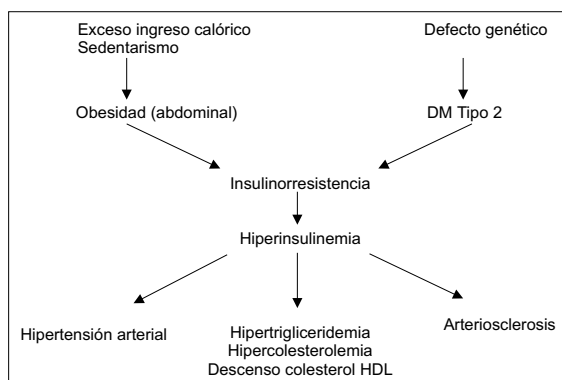 Exceso ingreso calórico
Sedentarismo
Defecto genético
Obesidad (abdominal)
DM Tipo 2
Insulinorresistencia
Hiperinsulinemia
Hipertensión arterial
Hipertrigliceridemia
Hipercolesterolemia
Descenso colesterol HDL
Arteriosclerosis